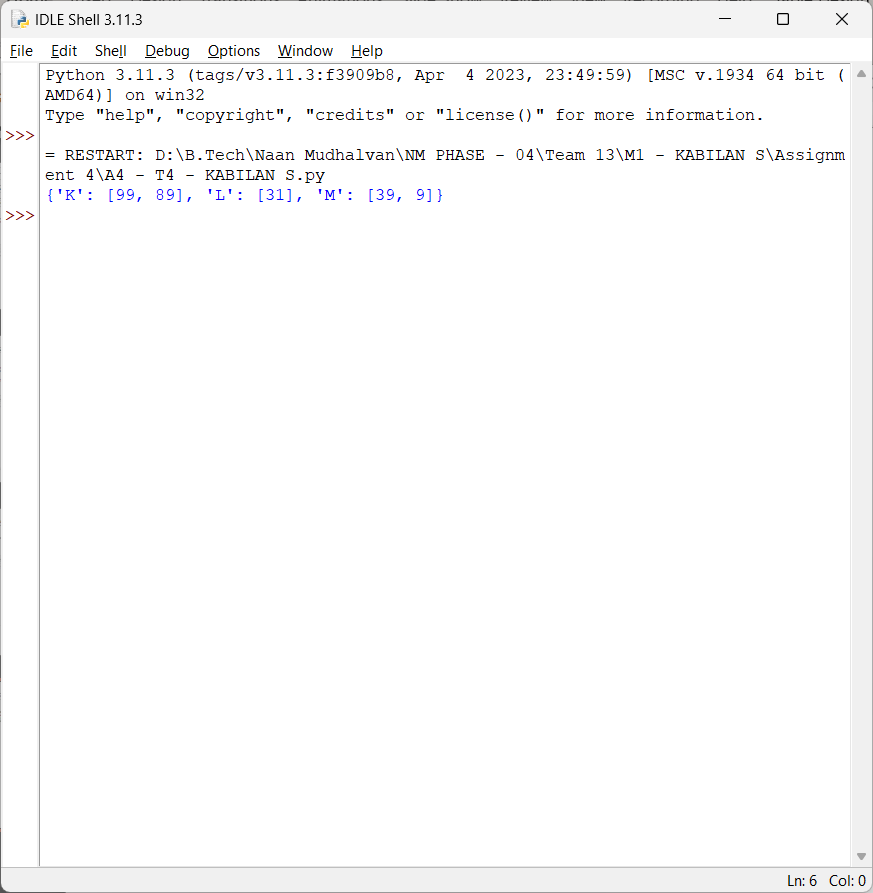 IDLE Shell 3.11.3
File Edit Shell Debug Options Window Help
Python 3.11.3 (tags/v3.11.3:f3909b8, Apr  4 2023, 23:49:59) [MSC v.1934 64 bit (
AMD64)] on win32
Type "help", "copyright", "credits" or "license()" for more information.
>>>
= RESTART: D:\B.Tech\Naan Mudhalvan\NM PHASE - 04\Team 13\M1 - KABILAN S\Assignm
ent 4\A4 - T4 - KABILAN S.py
{'K': [99, 89], 'L': [31], 'M': [39, 9]}
>>>
Ln: 6 Col: 0